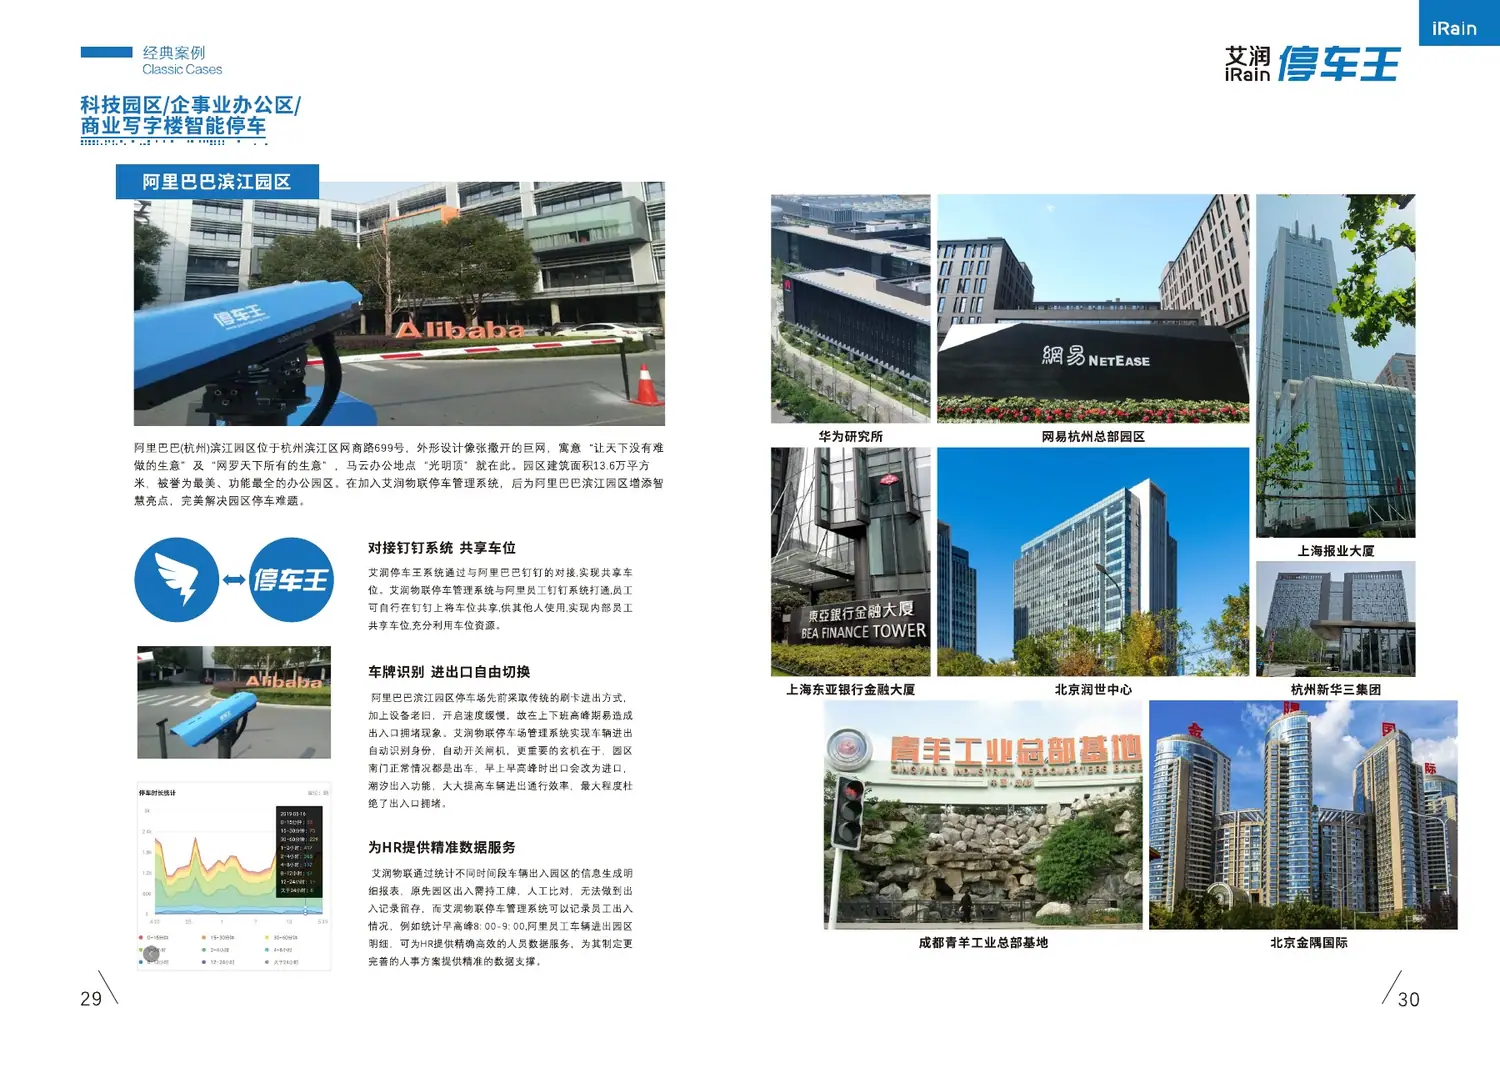 经典案例
Classic Cases
科技园区/企事业办公区/
商业写字楼智能停车
阿里巴巴滨江园区
停车王
Alibaba
阿里巴巴(杭州)滨江园区位于杭州滨江区网商路699号，外形设计像张撒开的巨网，寓意“让天下没有难
做的生意”及“网罗天下所有的生意”，马云办公地点“光明顶”就在此。园区建筑面积13.6万平方
米，被誉为最美、功能最全的办公园区。在加入艾润物联停车管理系统，后为阿里巴巴滨江园区增添智
慧亮点，完美解决园区停车难题。
停车王
对接钉钉系统 共享车位
艾润停车王系统通过与阿里巴巴钉钉的对接,实现共享车
位。艾润物联停车管理系统与阿里员工钉钉系统打通,员工
可自行在钉钉上将车位共享,供其他人使用,实现内部员工
共享车位,充分利用车位资源。
Alibaba
车牌识别 进出口自由切换
阿里巴巴滨江园区停车场先前采取传统的刷卡进出方式，
加上设备老旧，开启速度缓慢，故在上下班高峰期易造成
出入口拥堵现象。艾润物联停车场管理系统实现车辆进出
自动识别身份，自动开关闸机，更重要的玄机在于，园区
南门正常情况都是出车，早上早高峰时出口会改为进口，
潮汐出入功能，大大提高车辆进出通行效率，最大程度杜
绝了出入口拥堵。
停车时长统计
2019.05-16
为HR提供精准数据服务
艾润物联通过统计不同时间段车辆出入园区的信息生成明
细报表，原先园区出入需持工牌，人工比对，无法做到出
入记录留存，而艾润物联停车管理系统可以记录员工出入
情况，例如统计早高峰8: 00-9: 00,阿里员工车辆进出园区
明细，可为HR提供精确高效的人员数据服务，为其制定更
完善的人事方案提供精准的数据支撑。
29
iRain
艾润
iRain
停车王
網易 NETEASE
华为研究所
网易杭州总部园区
上海报业大厦
東亞銀行金融大厦
BEA FINANCE TOWER
上海东亚银行金融大厦
北京润世中心
杭州新华三集团
青羊工业总部基地
QINGYANG INDUSTRIAL HEADQUARTERS BASE
金隅国际
成都青羊工业总部基地
北京金隅国际
30